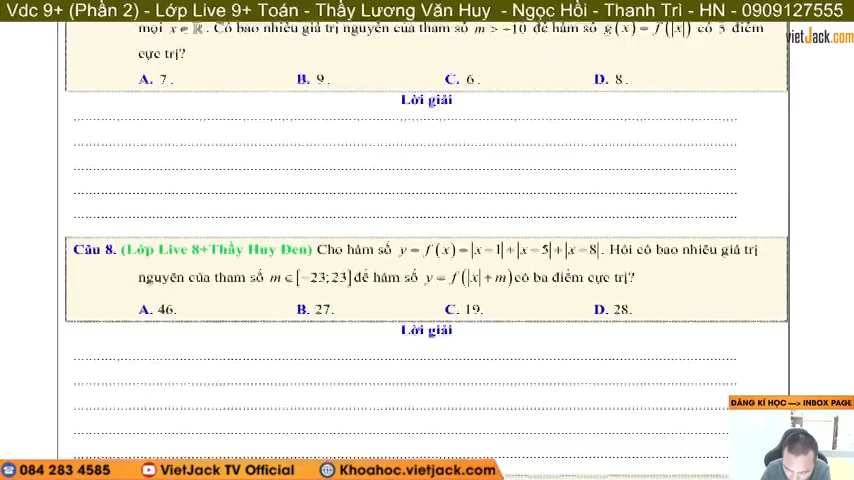 Vdc 9+ (Phần 2) - Lớp Live 9+ Toán - Thầy Lương Văn Huy - Ngọc Hồi - Thanh Trì - HN - 0909127555
mọi x ∈ ℝ. Có bao nhiêu giá trị nguyên của tham số m > −10 để hàm số g(x) = f(|x|) có 5 điểm
cực trị?
vietJack.com
A. 7. B. 9. C. 6. D. 8.
Lời giải
Câu 8. (Lớp Live 8+Thầy Huy Đen) Cho hàm số y = f(x) = |x − 1| + |x − 5| + |x − 8|. Hỏi có bao nhiêu giá trị
nguyên của tham số m ∈ [−23;23] để hàm số y = f(|x| + m) có ba điểm cực trị?
A. 46. B. 27. C. 19. D. 28.
Lời giải
ĐĂNG KÍ HỌC —> INBOX PAGE
084 283 4585 VietJack TV Official Khoahoc.vietjack.com